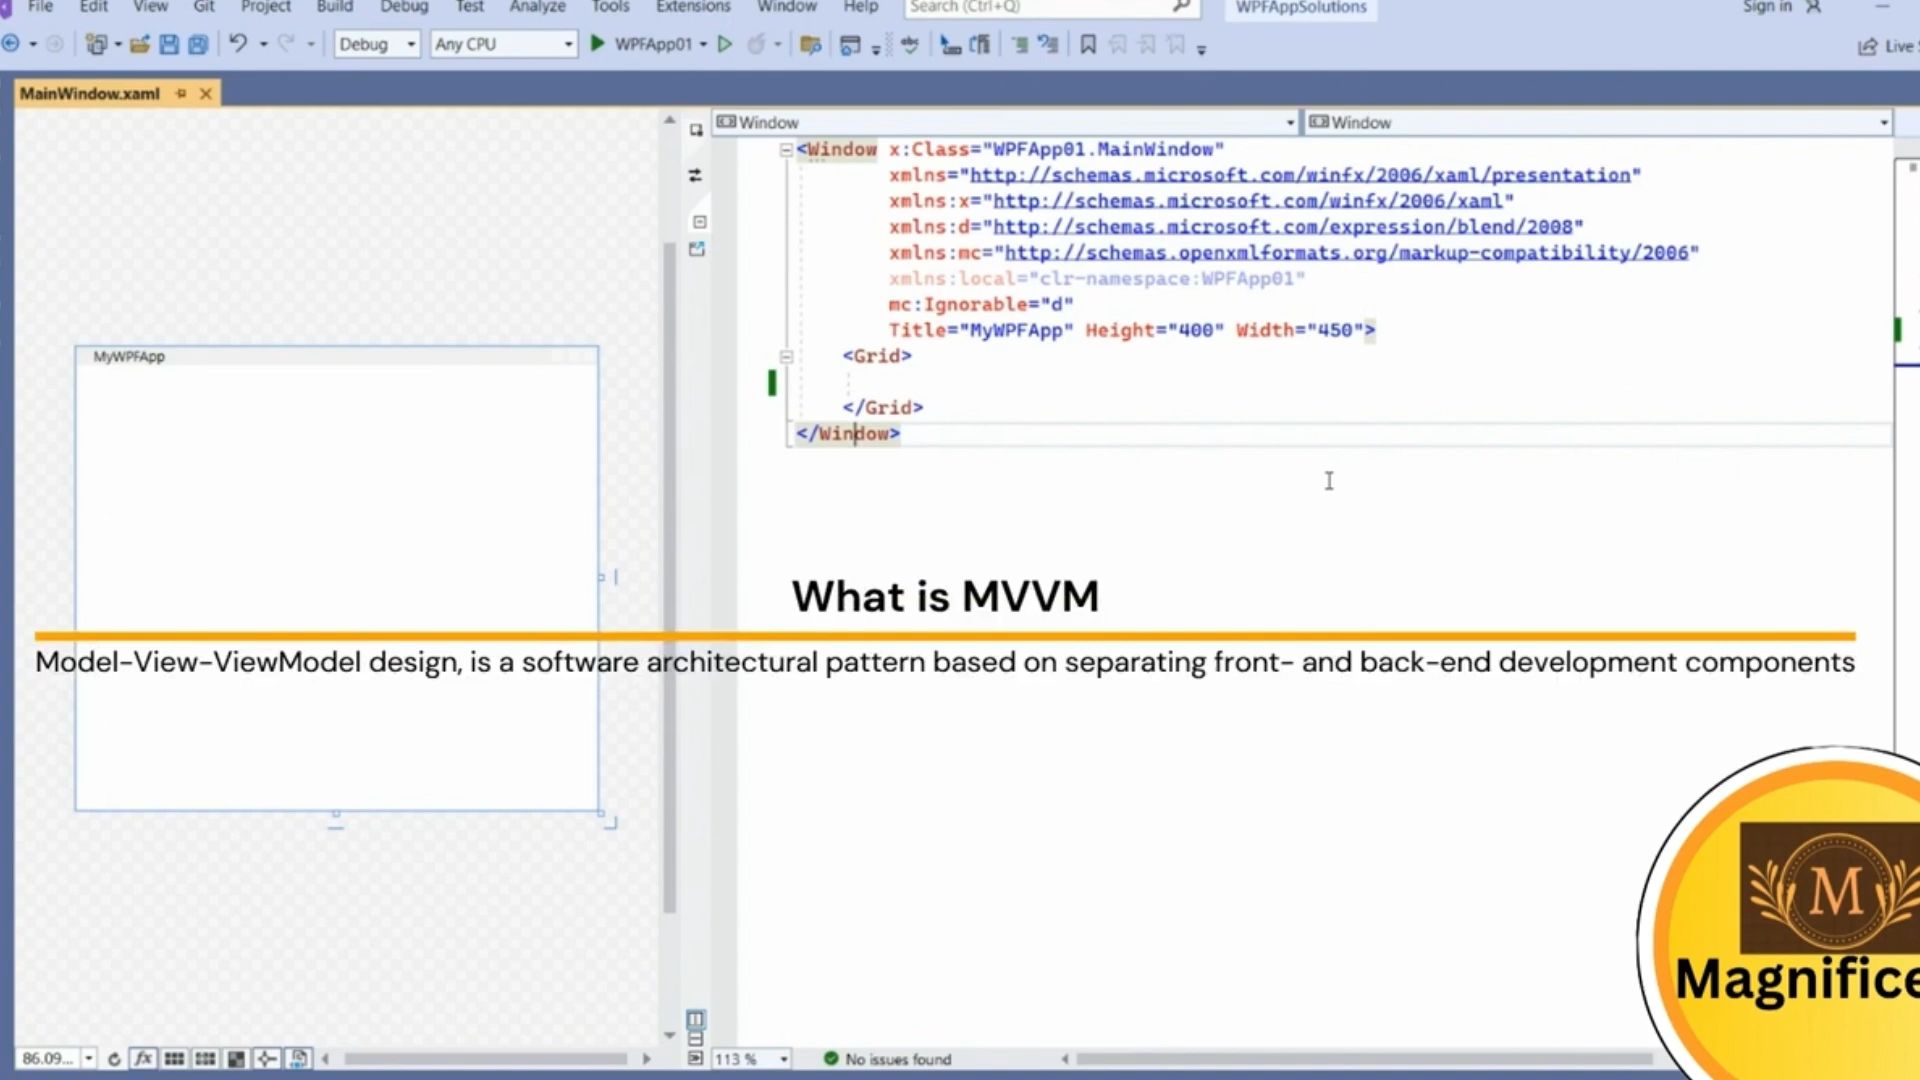 File Edit View Git Project Build Debug Test Analyze Tools Extensions Window Help Search (Ctrl+Q) WPFAppSolutions Sign in
Debug Any CPU WPFApp01 Live
MainWindow.xaml
Window Window
<Window x:Class="WPFApp01.MainWindow"
xmlns="http://schemas.microsoft.com/winfx/2006/xaml/presentation"
xmlns:x="http://schemas.microsoft.com/winfx/2006/xaml"
xmlns:d="http://schemas.microsoft.com/expression/blend/2008"
xmlns:mc="http://schemas.openxmlformats.org/markup-compatibility/2006"
xmlns:local="clr-namespace:WPFApp01"
mc:Ignorable="d"
Title="MyWPFApp" Height="400" Width="450">
<Grid>
</Grid>
</Window>
MyWPFApp
What is MVVM
Model-View-ViewModel design, is a software architectural pattern based on separating front- and back-end development components
M
Magnifice
86.09... fx 113 % No issues found